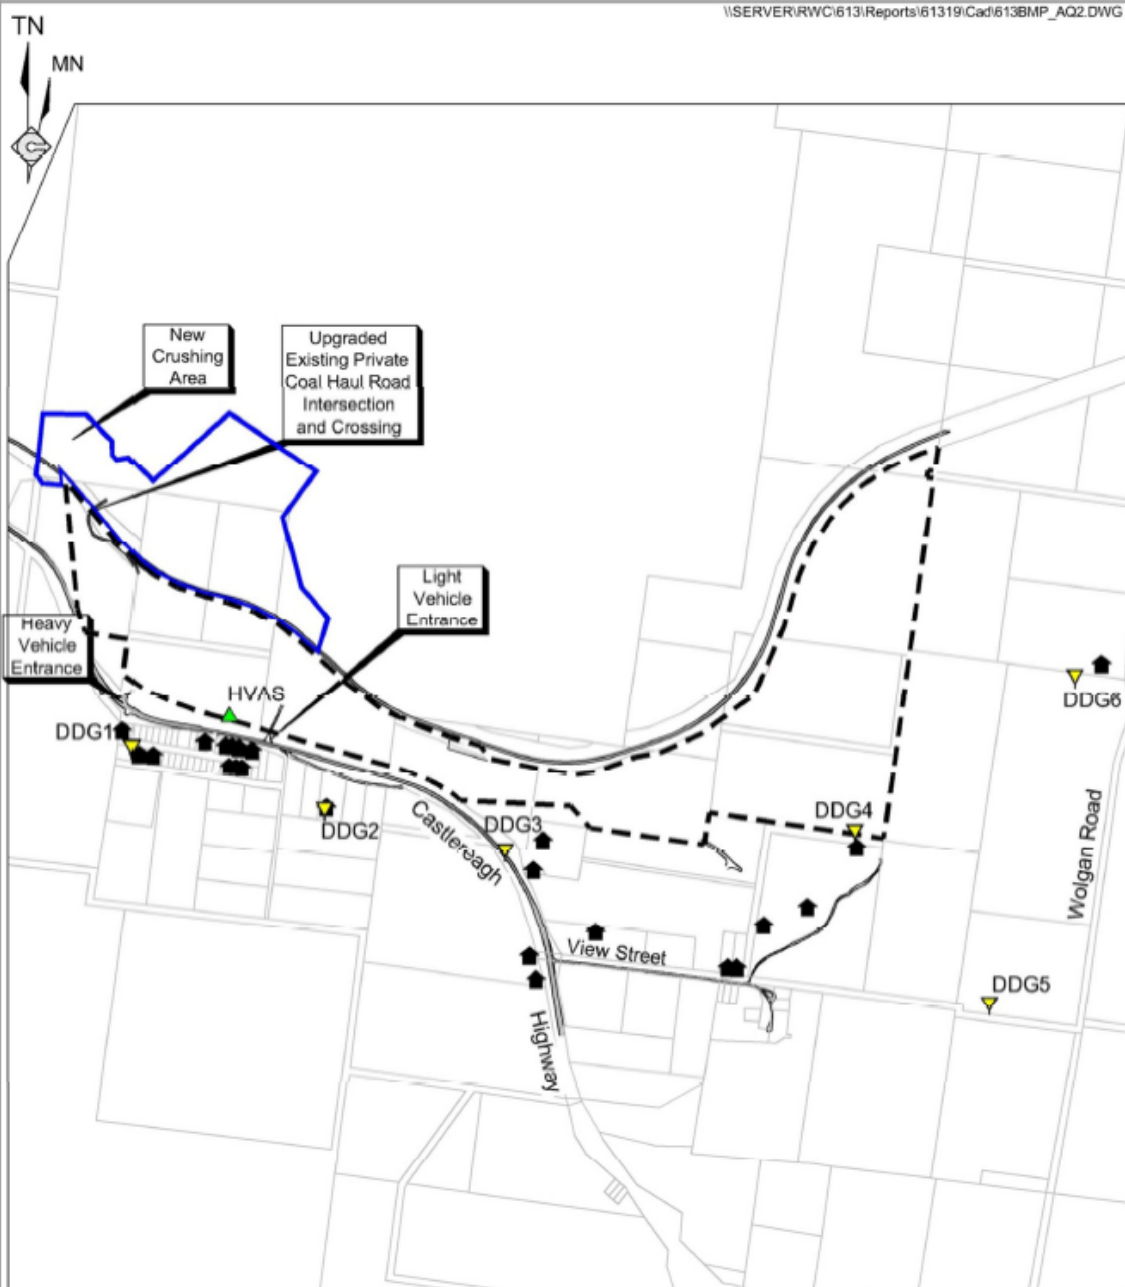 \\SERVER\RWC\613\Reports\61319\Cad\613BMP_AQ2.DWG
TN
MN
New
Crushing
Area
Upgraded
Existing Private
Coal Haul Road
Intersection
and Crossing
Light
Vehicle
Entrance
Heavy
Vehicle
Entrance
HVAS
DDG1
DDG2
Castlereagh
DDG3
DDG4
DDG6
Wolgan Road
View Street
DDG5
Highway